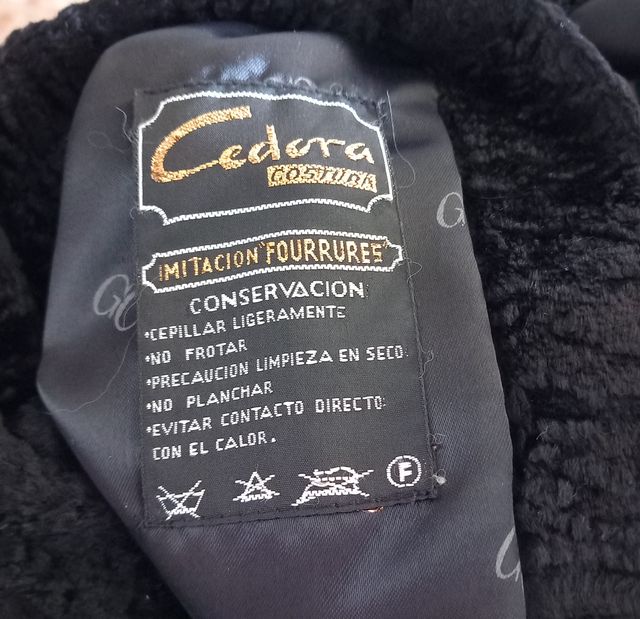 Cedora
COSTURA
IMITACION "FOURRURES"
CONSERVACION:
•CEPILLAR LIGERAMENTE
•NO FROTAR
•PRECAUCION LIMPIEZA EN SECO.
•NO PLANCHAR
•EVITAR CONTACTO DIRECTO
CON EL CALOR.
F